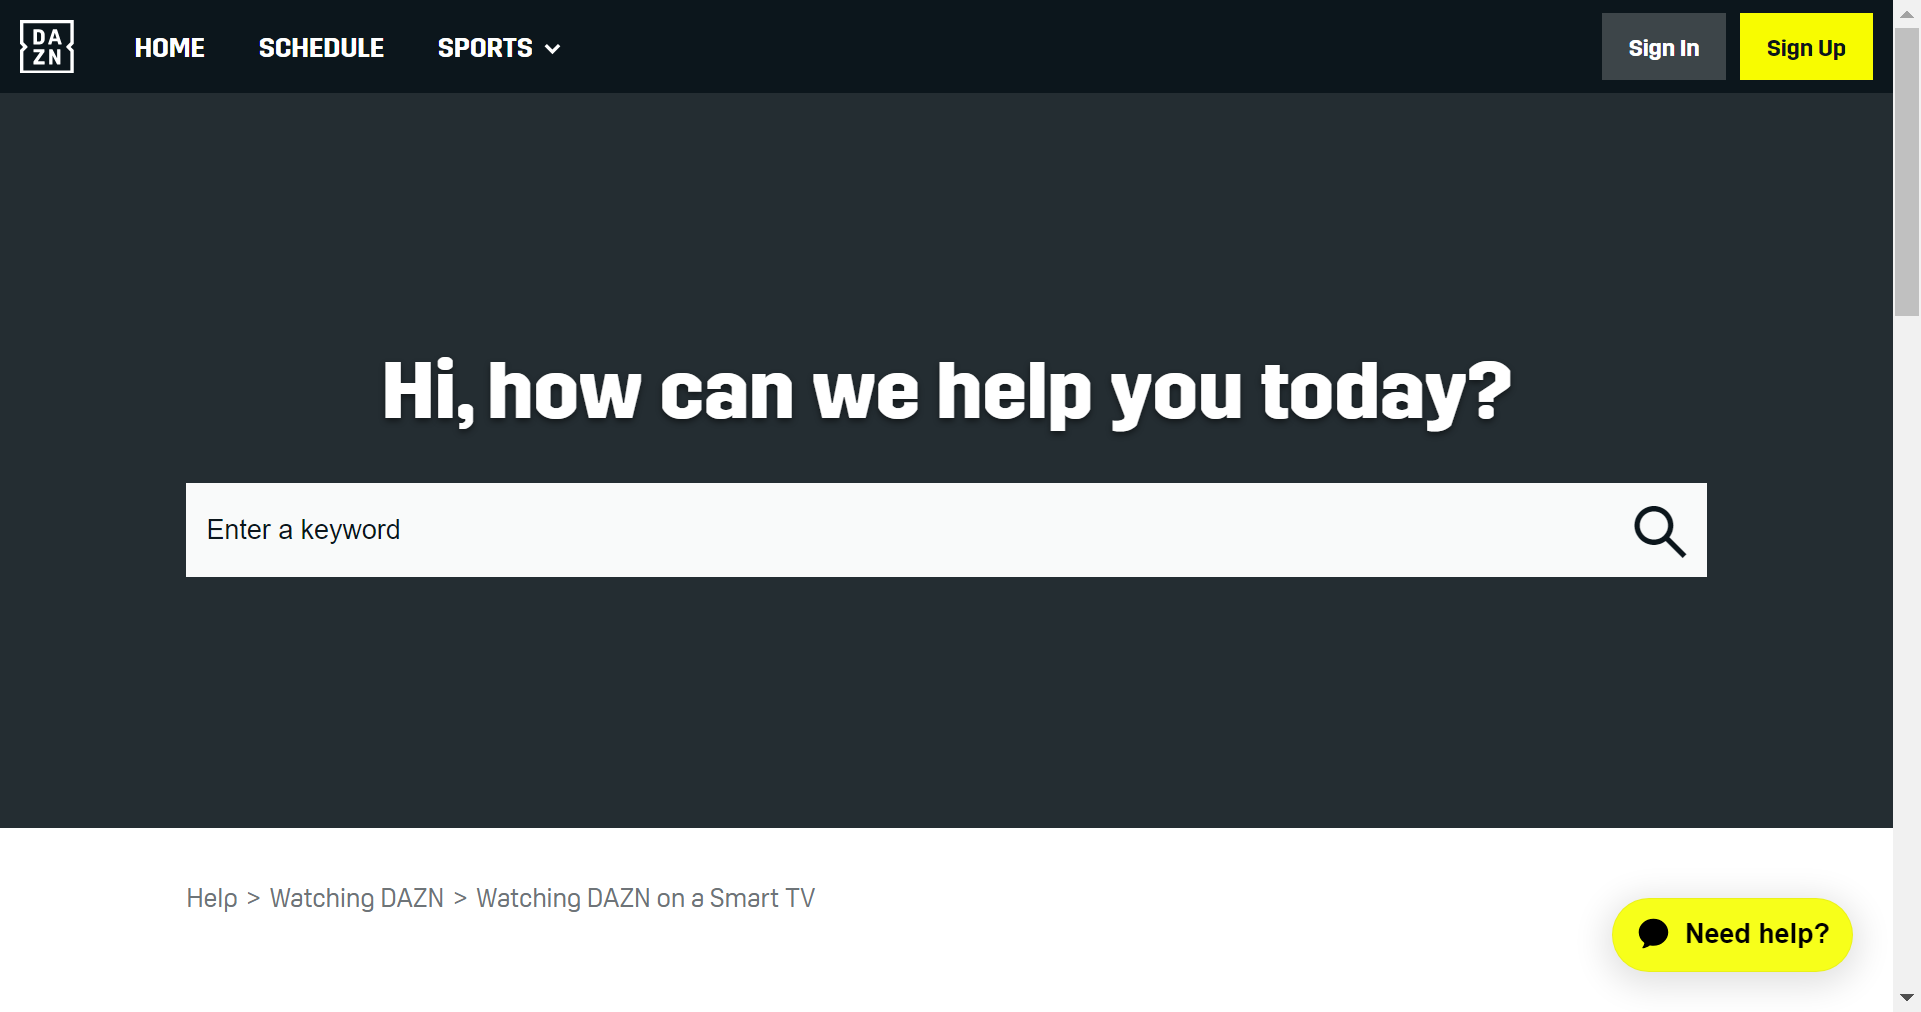 DA
ZN
HOME SCHEDULE SPORTS Sign In Sign Up
Hi, how can we help you today?
Enter a keyword
Help > Watching DAZN > Watching DAZN on a Smart TV
Need help?